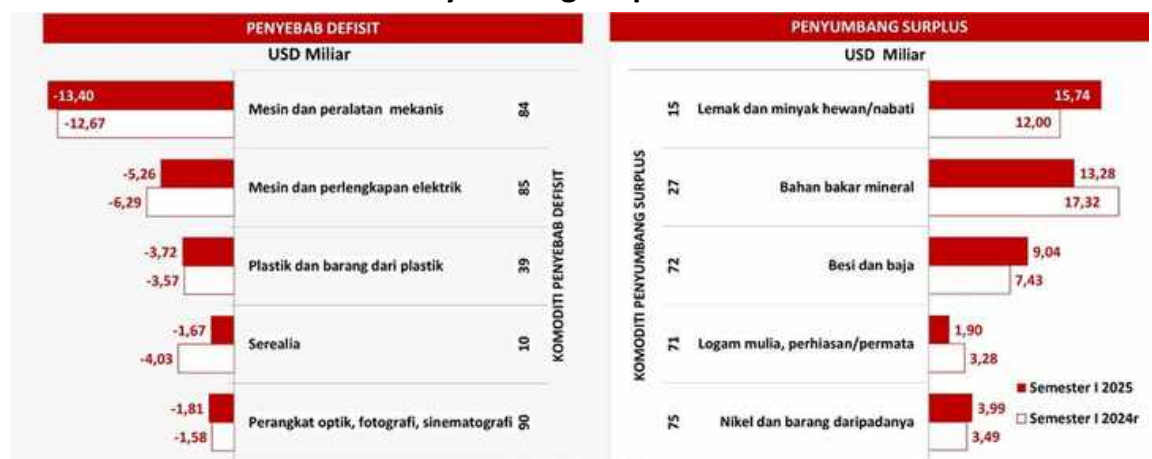 PENYEBAB DEFISIT
USD Miliar
-13,40
-12,67
Mesin dan peralatan mekanis
84
-5,26
-6,29
Mesin dan perlengkapan elektrik
85
-3,72
-3,57
Plastik dan barang dari plastik
39
-1,67
-4,03
Serealia
10
-1,81
-1,58
Perangkat optik, fotografi, sinematografi
90
KOMODITI PENYEBAB DEFISIT
PENYUMBANG SURPLUS
USD Miliar
KOMODITI PENYUMBANG SURPLUS
15
Lemak dan minyak hewan/nabati
15,74
12,00
27
Bahan bakar mineral
13,28
17,32
72
Besi dan baja
9,04
7,43
71
Logam mulia, perhiasan/permata
1,90
3,28
75
Nikel dan barang daripadanya
3,99
3,49
Semester I 2025
Semester I 2024r